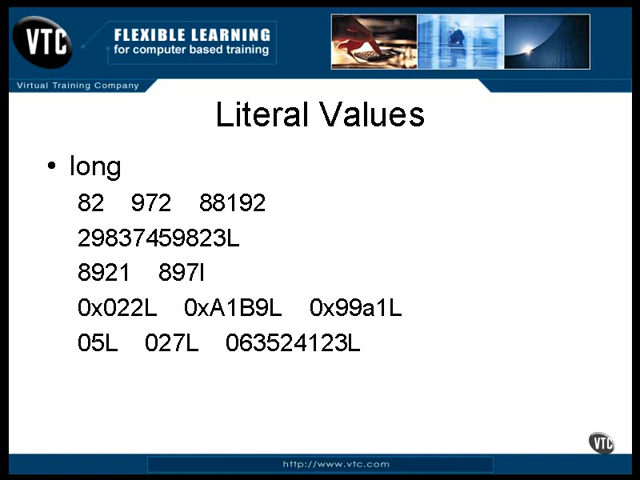 VTC
FLEXIBLE LEARNING
for computer based training
Virtual Training Company
Literal Values
• long
82 972 88192
29837459823L
8921 897l
0x022L 0xA1B9L 0x99a1L
05L 027L 063524123L
VTC
http://www.vtc.com